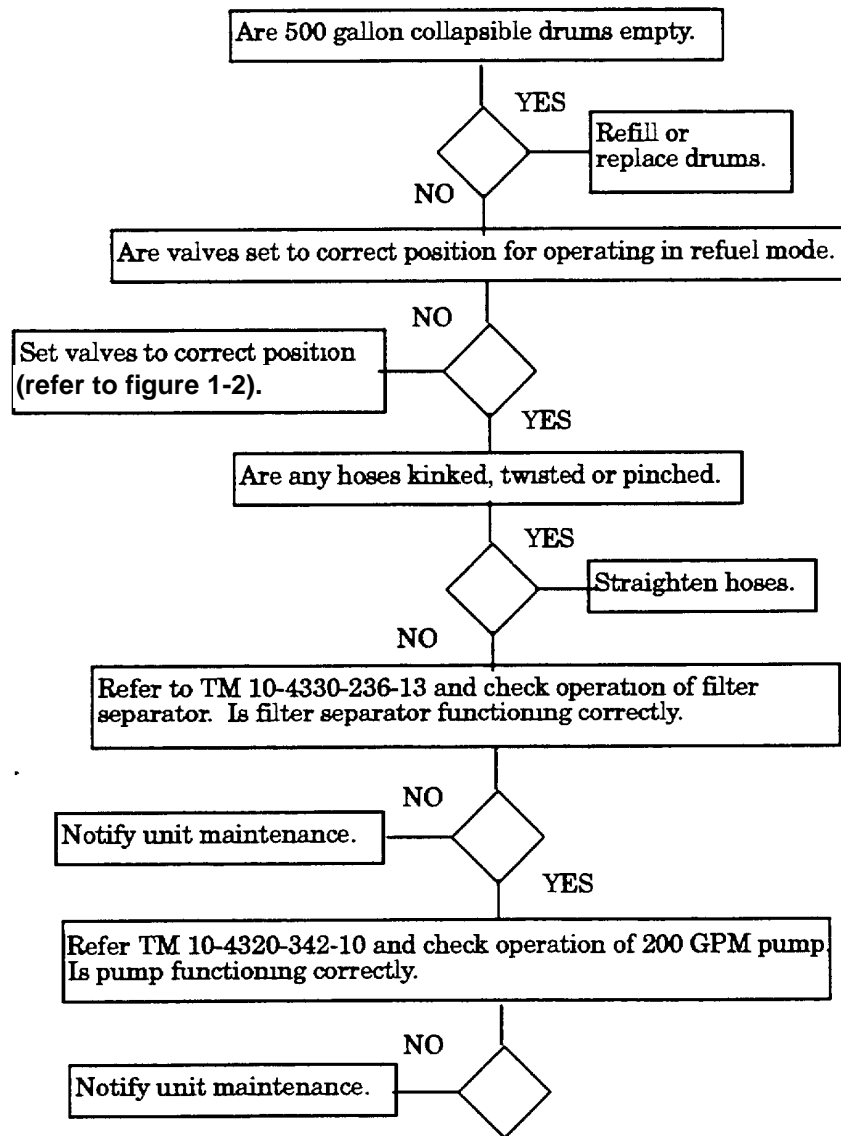 Are 500 gallon collapsible drums empty.
YES
Refill or
replace drums.
NO
Are valves set to correct position for operating in refuel mode.
NO
Set valves to correct position
(refer to figure 1-2).
YES
Are any hoses kinked, twisted or pinched.
YES
Straighten hoses.
NO
Refer to TM 10-4330-236-13 and check operation of filter
separator. Is filter separator functioning correctly.
NO
Notify unit maintenance.
YES
Refer TM 10-4320-342-10 and check operation of 200 GPM pump.
Is pump functioning correctly.
NO
Notify unit maintenance.